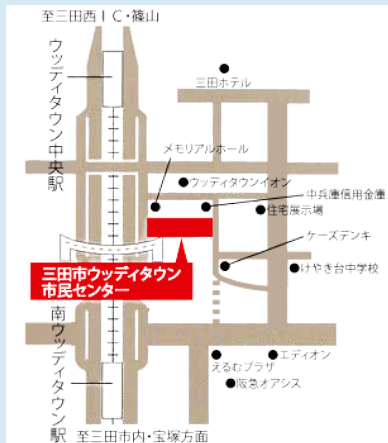 至三田西IC・篠山
ウッディタウン中央駅
三田ホテル
メモリアルホール
ウッディタウンイオン
中兵庫信用金庫
住宅展示場
ケーズデンキ
三田市ウッディタウン
市民センター
けやき台中学校
南ウッディタウン駅
えるむプラザ
エディオン
阪急オアシス
至三田市内・宝塚方面